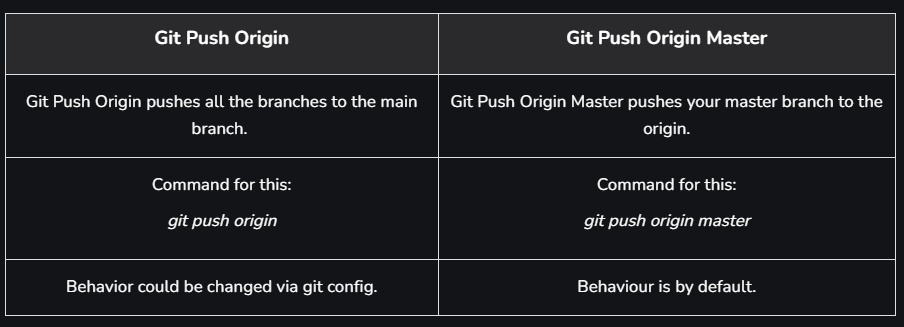 Git Push Origin
Git Push Origin Master
Git Push Origin pushes all the branches to the main
branch.
Git Push Origin Master pushes your master branch to the
origin.
Command for this:
git push origin
Command for this:
git push origin master
Behavior could be changed via git config.
Behaviour is by default.